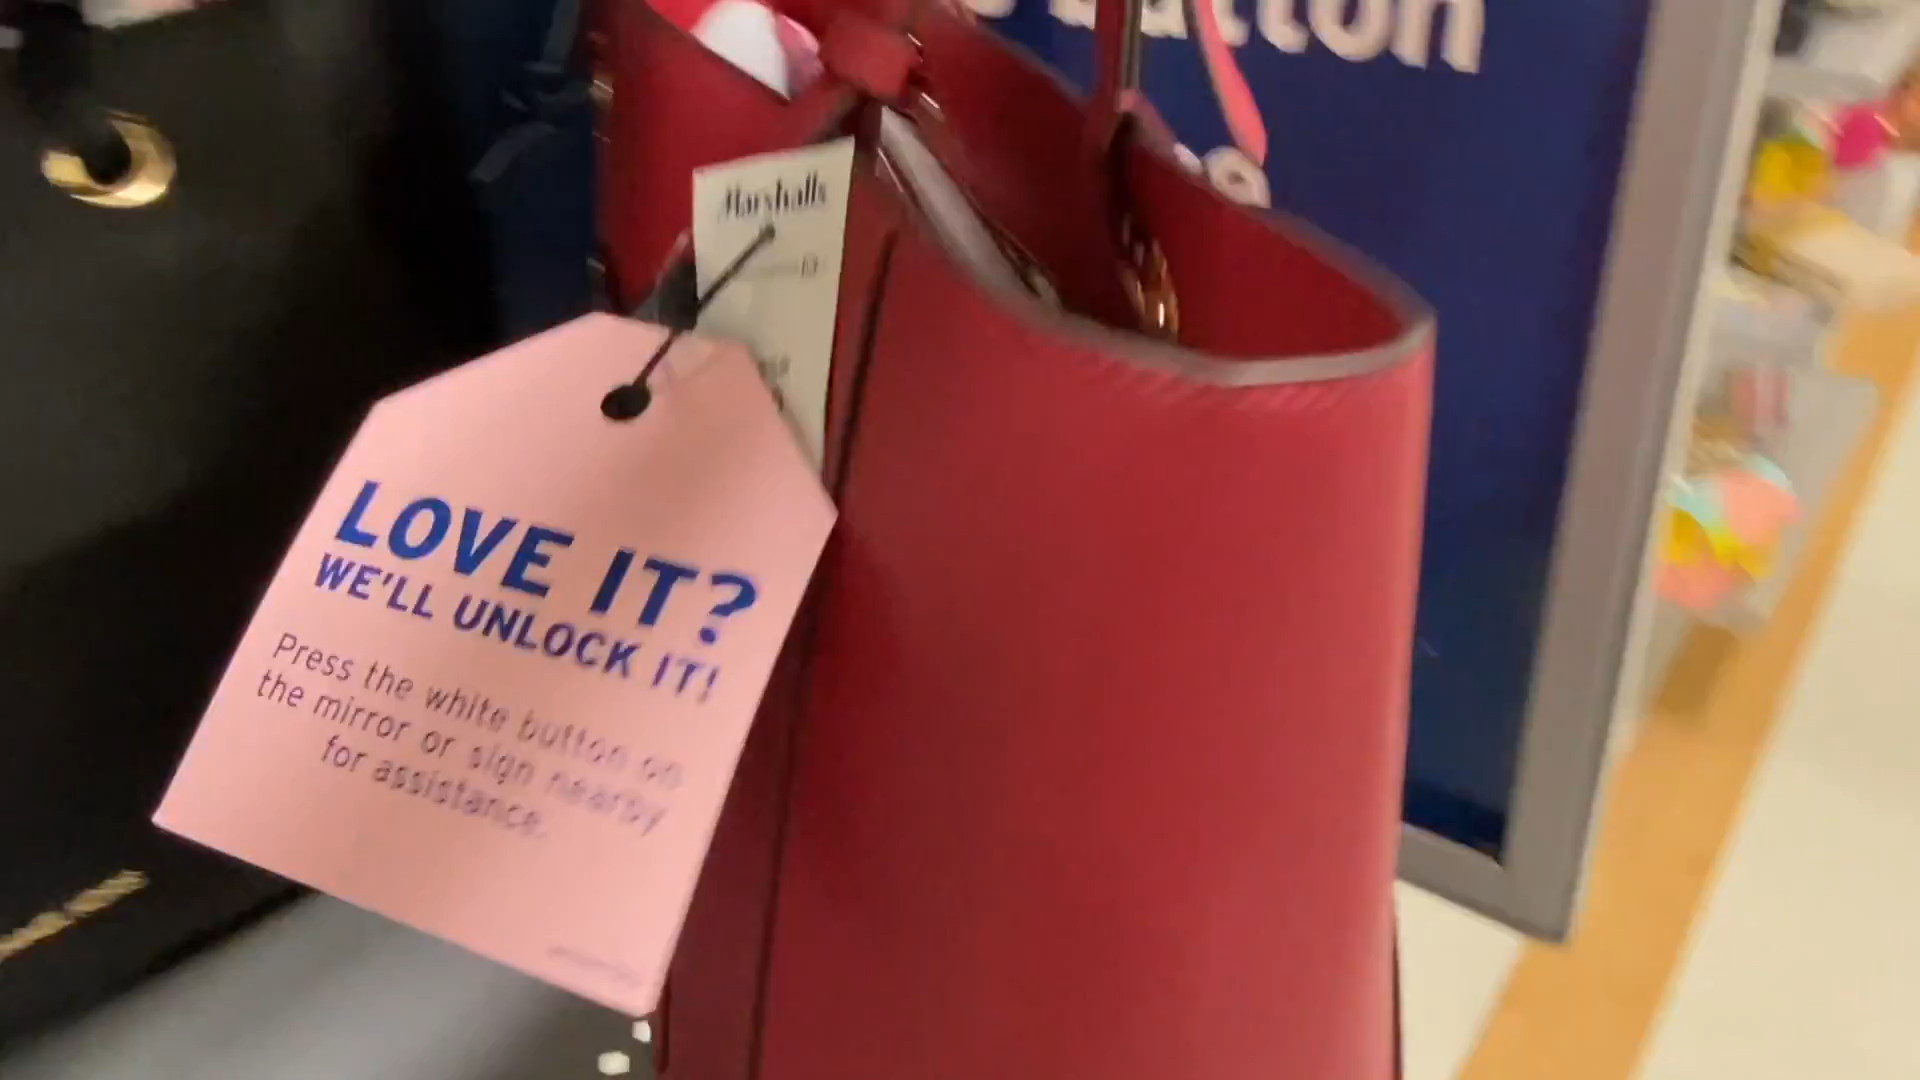 button
Marshalls
LOVE IT?
WE'LL UNLOCK IT!
Press the white button on
the mirror or sign nearby
for assistance.